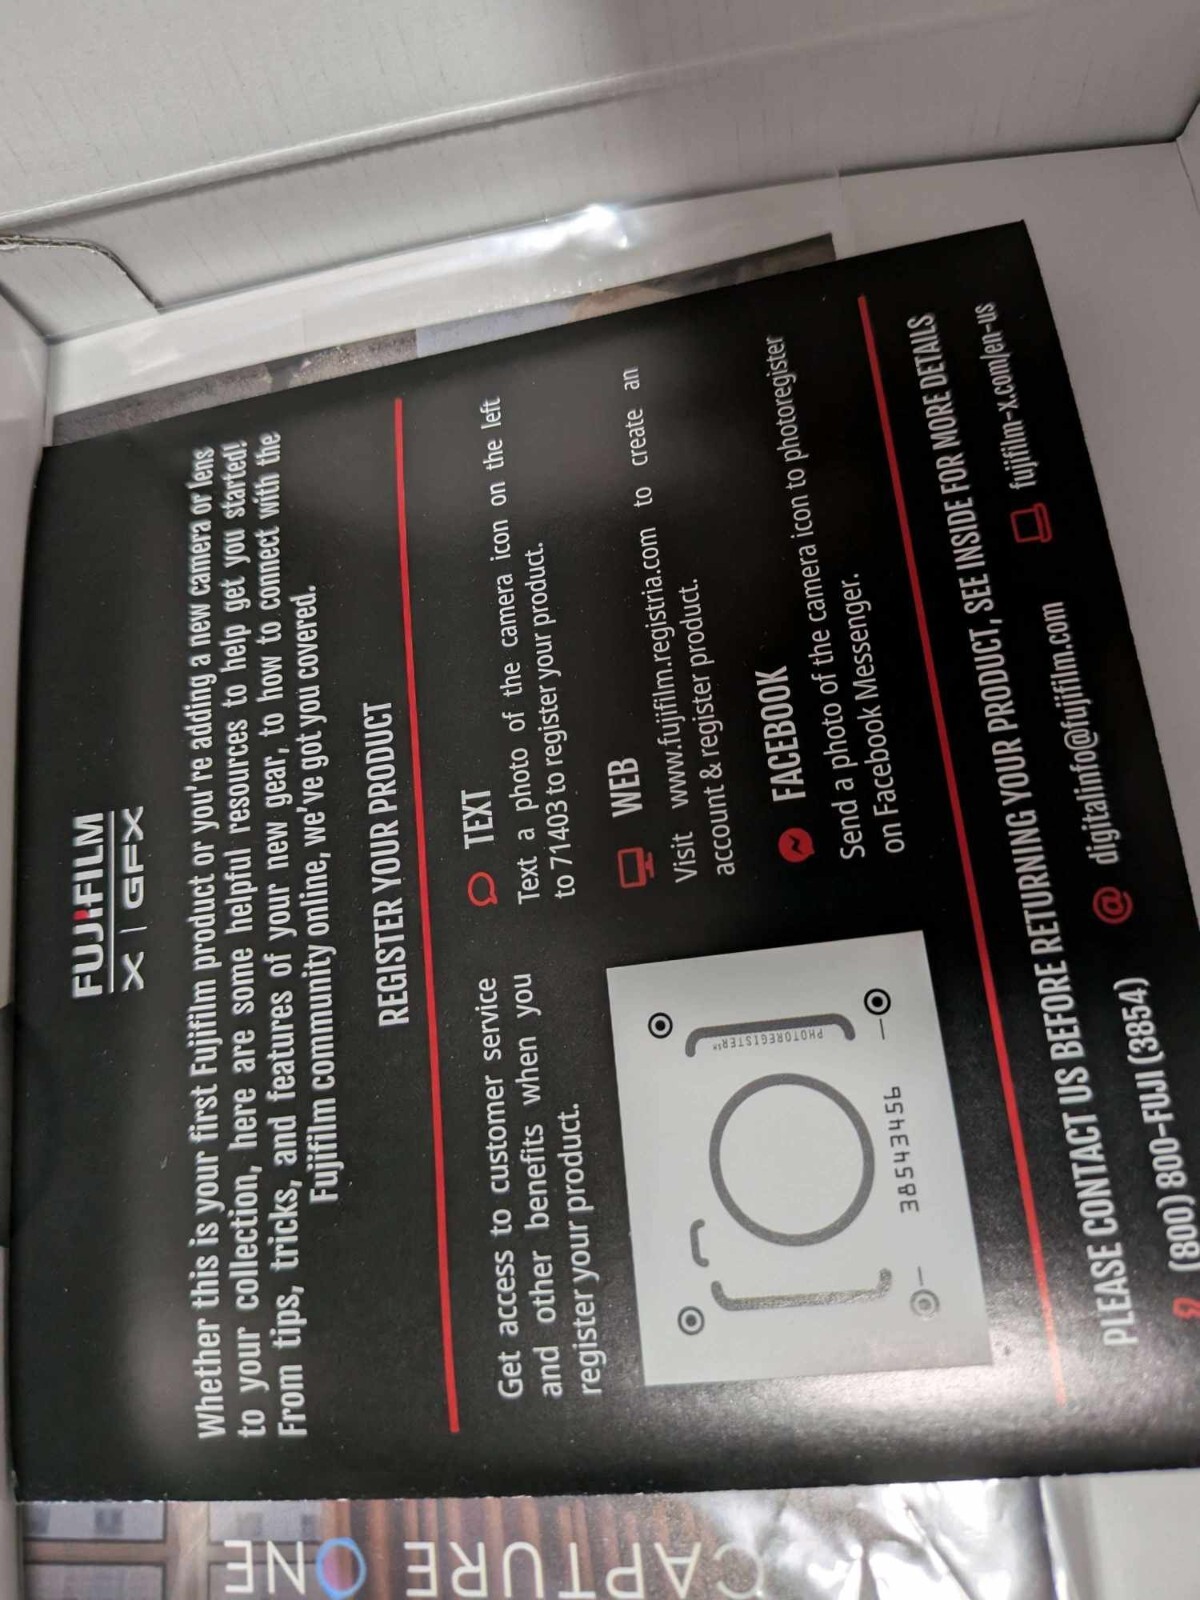 FUJIFILM
X | GFX
Whether this is your first Fujifilm product or you're adding a new camera or lens
to your collection, here are some helpful resources to help get you started!
From tips, tricks, and features of your new gear, to how to connect with the
Fujifilm community online, we've got you covered.
REGISTER YOUR PRODUCT
Get access to customer service
and other benefits when you
register your product.
PHOTOREGISTER℠
38543456
TEXT
Text a photo of the camera icon on the left
to 71403 to register your product.
WEB
Visit www.fujifilm.registria.com to create an
account & register product.
FACEBOOK
Send a photo of the camera icon to photoregister
on Facebook Messenger.
PLEASE CONTACT US BEFORE RETURNING YOUR PRODUCT, SEE INSIDE FOR MORE DETAILS
(800) 800-FUJI (3854)
@ digitalinfo@fujifilm.com
fujifilm-x.com/en-us
CAPTURE ONE